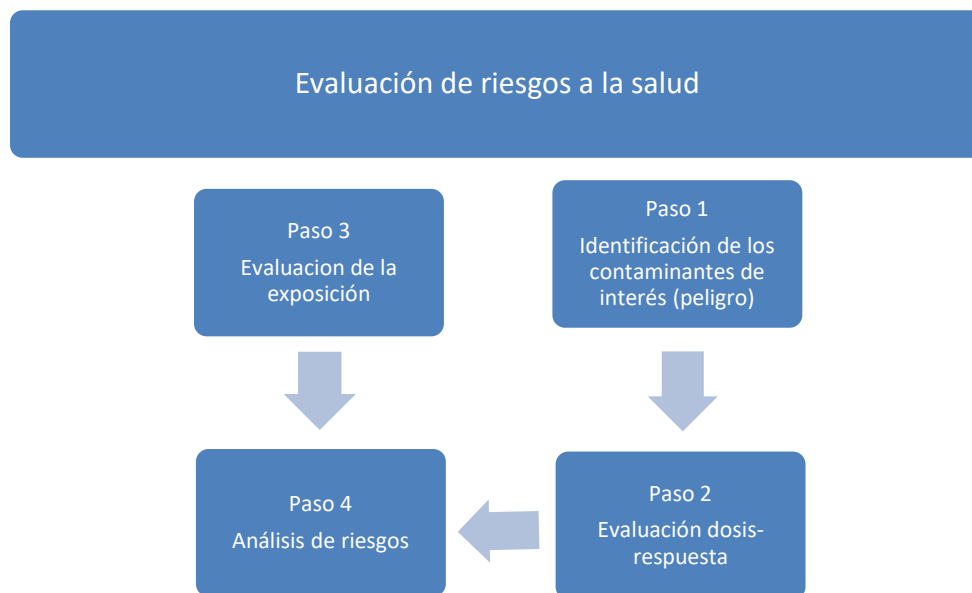 Evaluación de riesgos a la salud
Paso 3
Evaluacion de la
exposición
Paso 1
Identificación de los
contaminantes de
interés (peligro)
Paso 4
Análisis de riesgos
Paso 2
Evaluación dosis-
respuesta